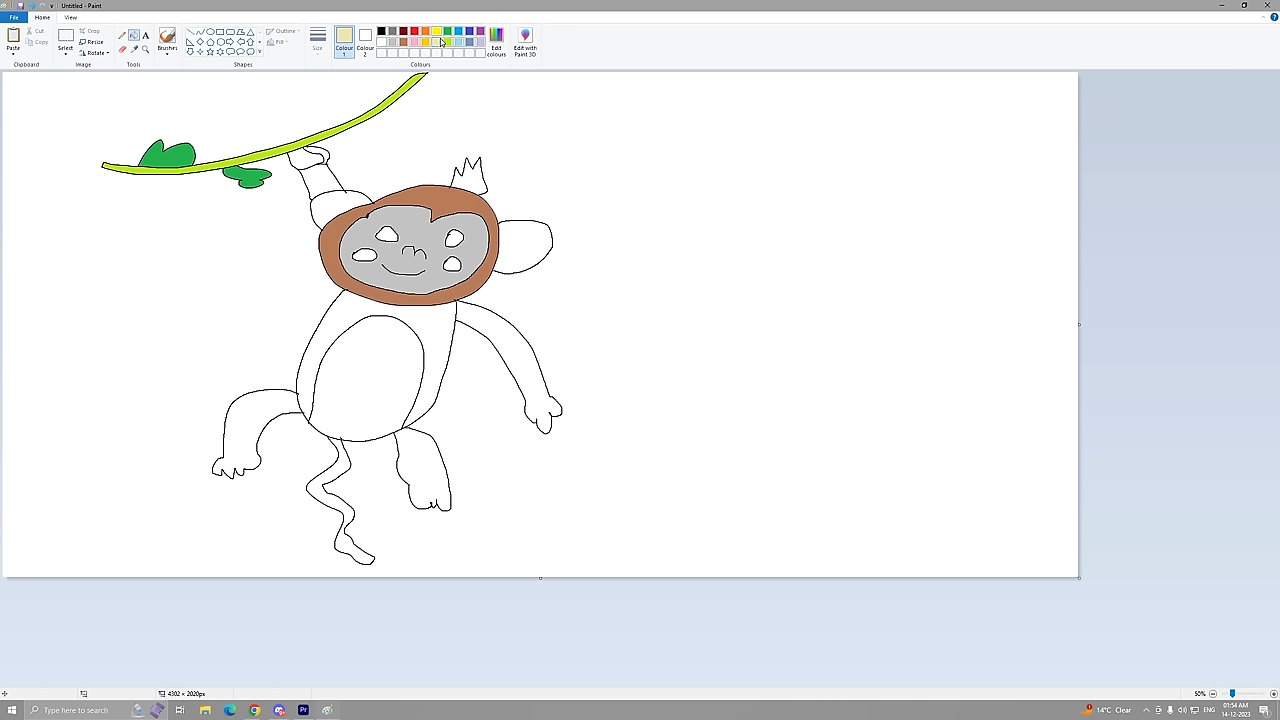 Untitled - Paint
File Home View
Paste
Cut
Copy
Clipboard
Select
Crop
Resize
Rotate
Image
Tools
Brushes
Outline
Fill
Shapes
Size
Colour 1
Colour 2
Colours
Edit colours
Edit with Paint 3D
4302 × 2020px
50%
Type here to search
14°C Clear
ENG
01:54 AM
14-12-2023